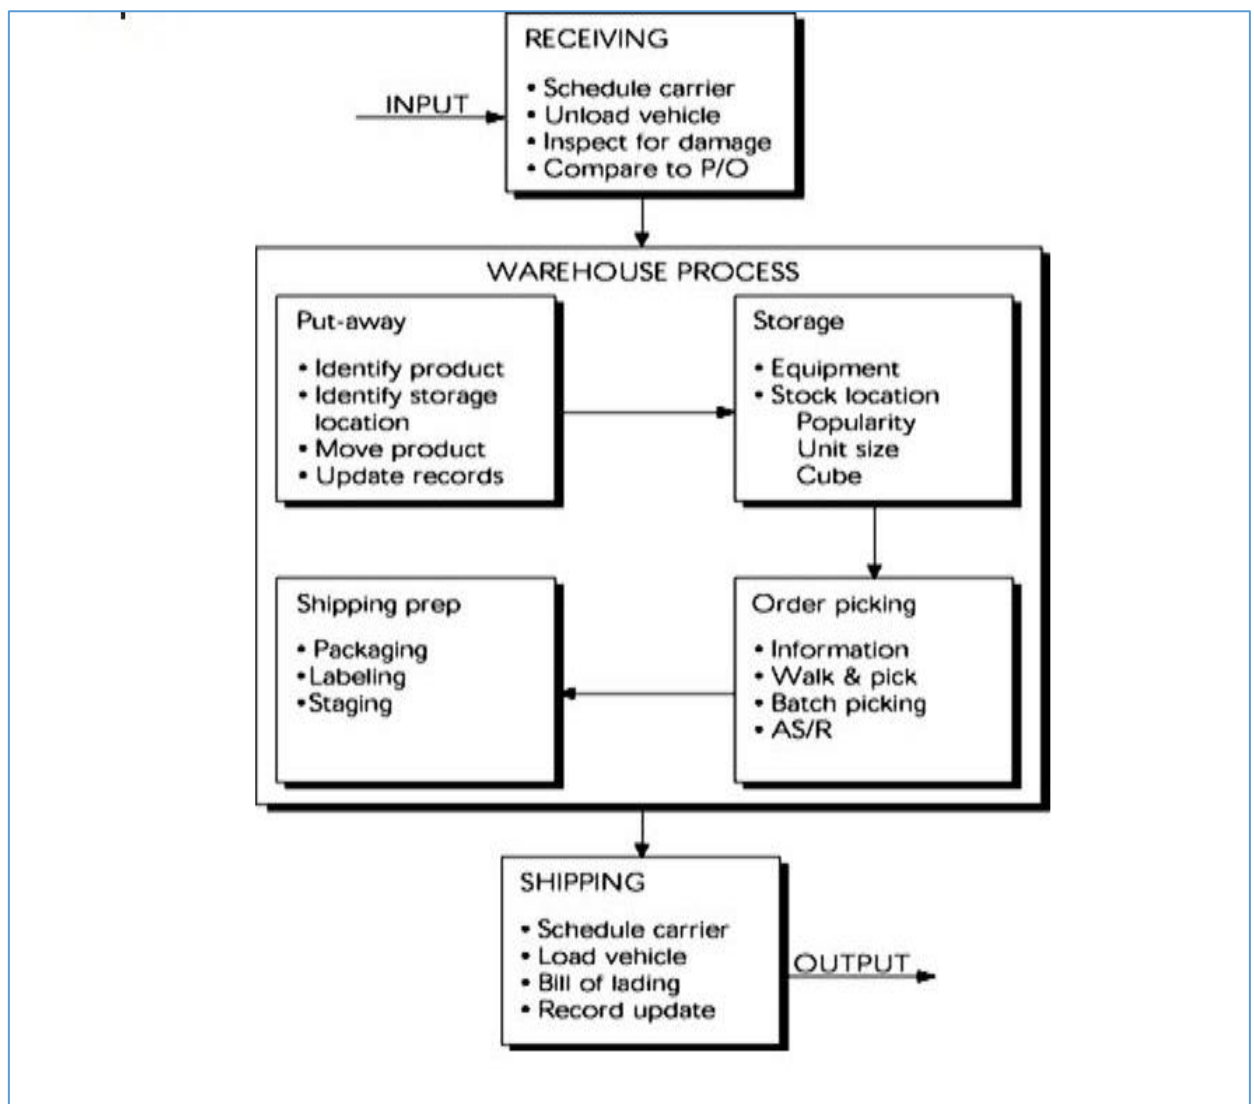 RECEIVING
• Schedule carrier
• Unload vehicle
• Inspect for damage
• Compare to P/O
INPUT
WAREHOUSE PROCESS
Put-away
• Identify product
• Identify storage
location
• Move product
• Update records
Storage
• Equipment
• Stock location
Popularity
Unit size
Cube
Order picking
• Information
• Walk & pick
• Batch picking
• AS/R
Shipping prep
• Packaging
• Labeling
• Staging
SHIPPING
• Schedule carrier
• Load vehicle
• Bill of lading
• Record update
OUTPUT